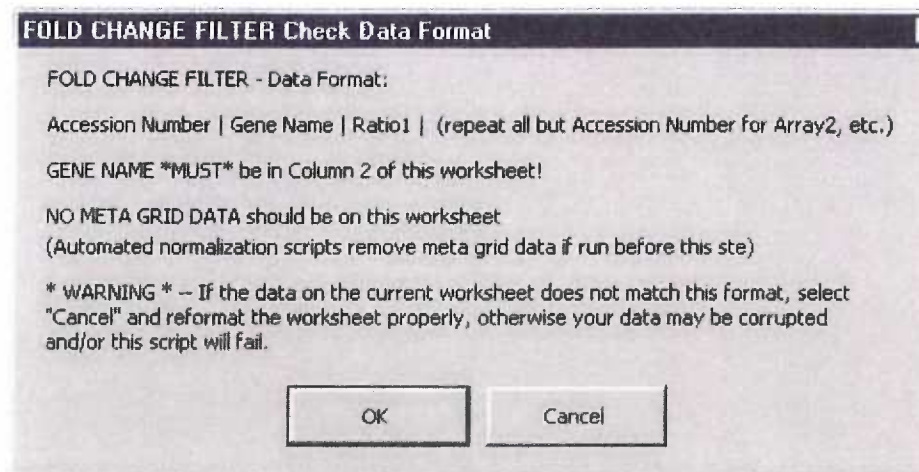 FOLD CHANGE FILTER Check Data Format
FOLD CHANGE FILTER - Data Format:
Accession Number | Gene Name | Ratio1 | (repeat all but Accession Number for Array2, etc.)
GENE NAME *MUST* be in Column 2 of this worksheet!
NO META GRID DATA should be on this worksheet
(Automated normalization scripts remove meta grid data if run before this ste)
* WARNING * -- If the data on the current worksheet does not match this format, select
"Cancel" and reformat the worksheet properly, otherwise your data may be corrupted
and/or this script will fail.
OK
Cancel